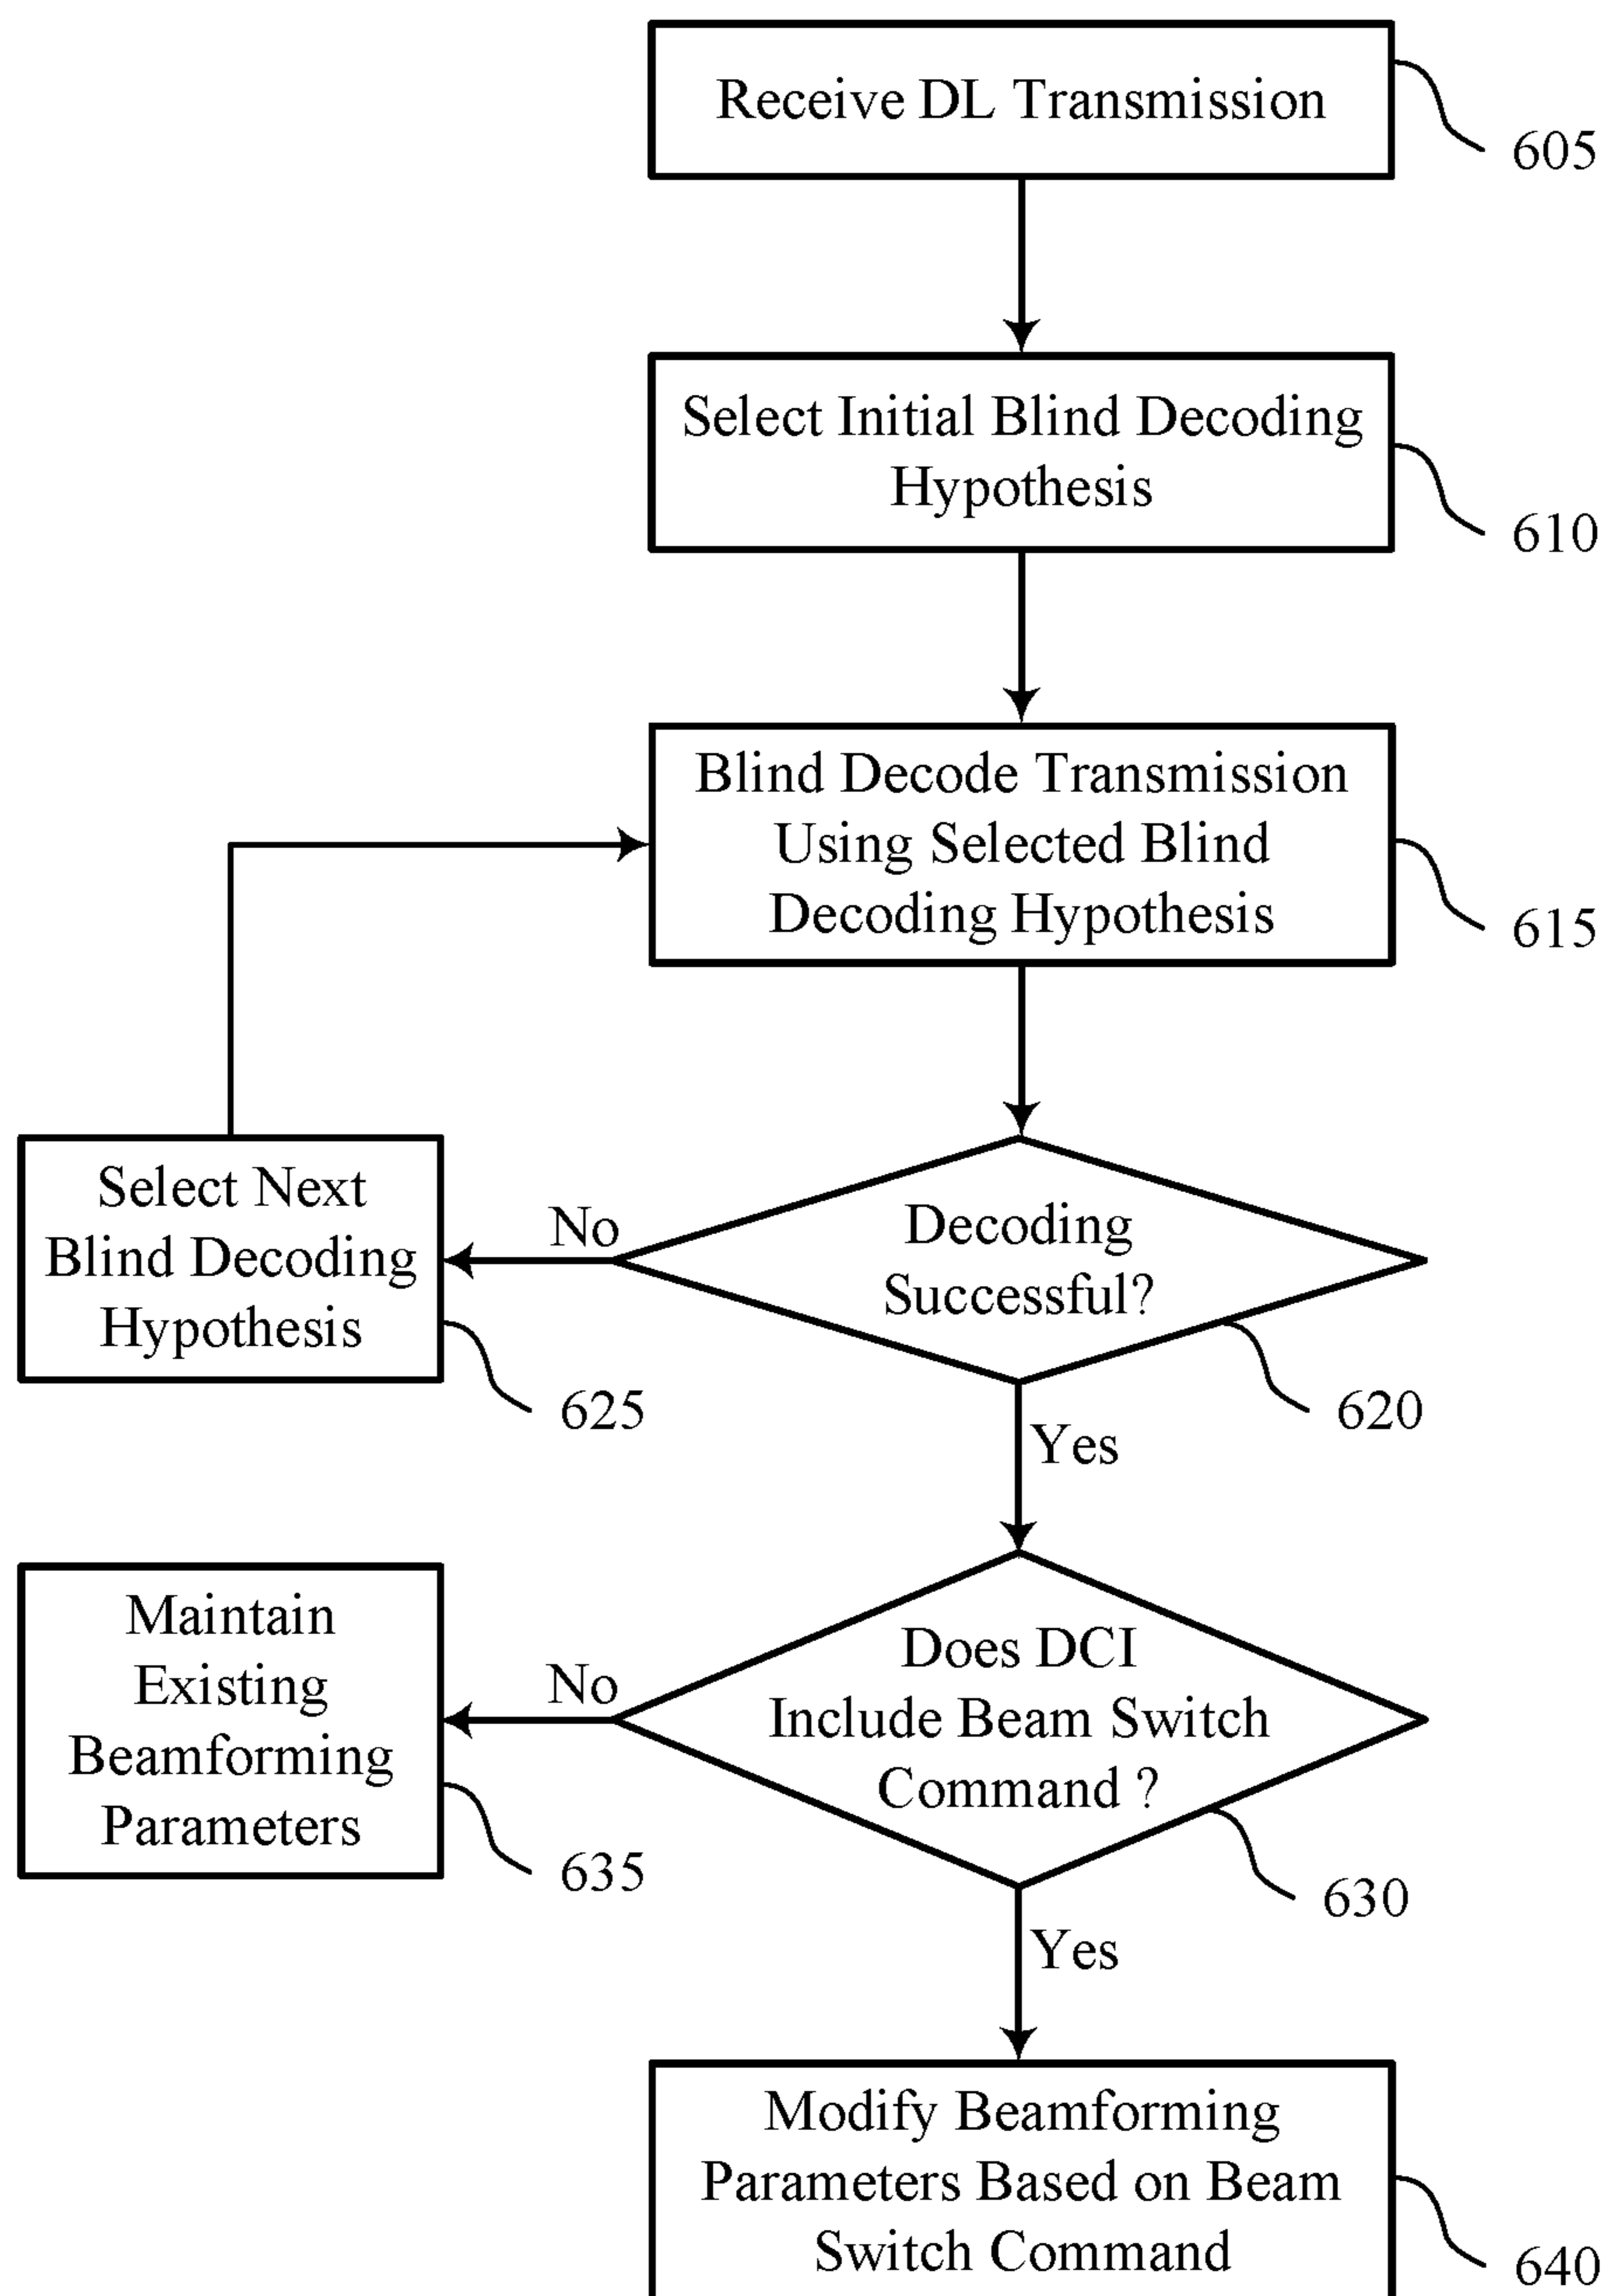 Receive DL Transmission
605
Select Initial Blind Decoding
Hypothesis
610
Blind Decode Transmission
Using Selected Blind
Decoding Hypothesis
615
Select Next
Blind Decoding
Hypothesis
625
No
Decoding
Successful?
620
Yes
Maintain
Existing
Beamforming
Parameters
635
No
Does DCI
Include Beam Switch
Command ?
630
Yes
Modify Beamforming
Parameters Based on Beam
Switch Command
640